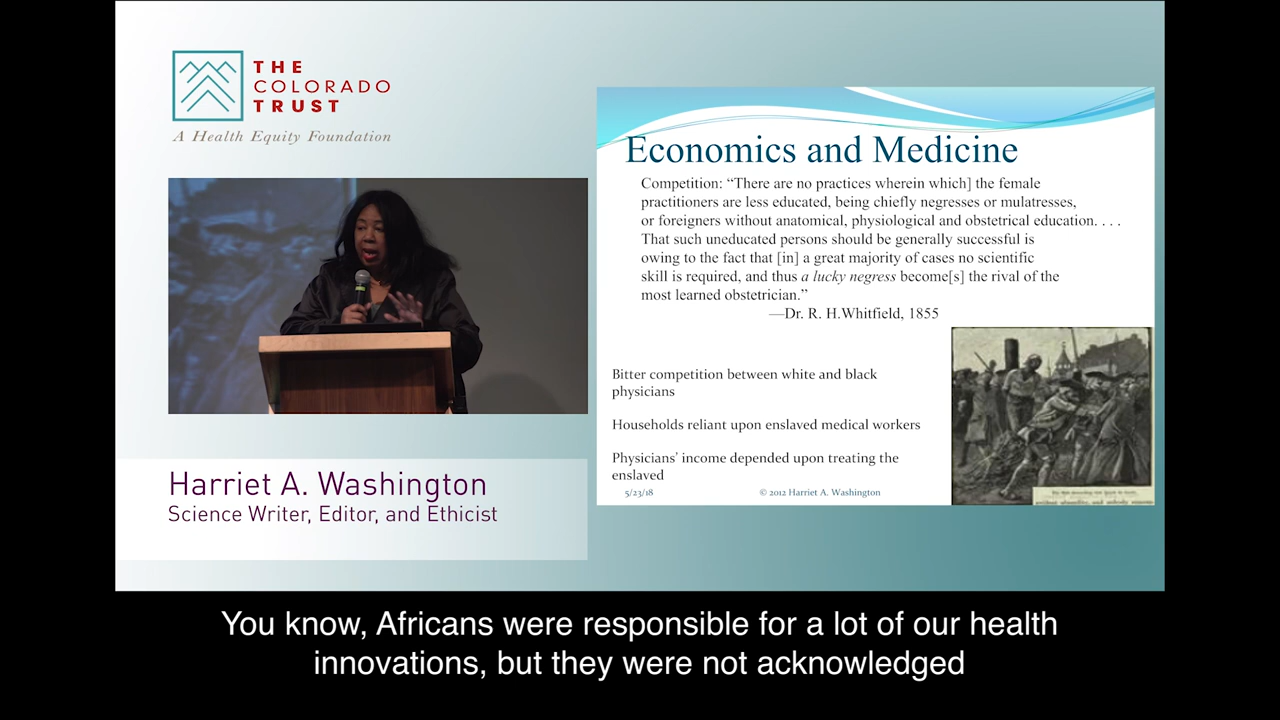 THE
COLORADO
TRUST
A Health Equity Foundation
Economics and Medicine
Competition: “There are no practices wherein which] the female
practitioners are less educated, being chiefly negresses or mulatresses,
or foreigners without anatomical, physiological and obstetrical education. . . .
That such uneducated persons should be generally successful is
owing to the fact that [in] a great majority of cases no scientific
skill is required, and thus a lucky negress become[s] the rival of the
most learned obstetrician.”
—Dr. R. H.Whitfield, 1855
Bitter competition between white and black
physicians
Households reliant upon enslaved medical workers
Physicians’ income depended upon treating the
enslaved
5/23/18
© 2012 Harriet A. Washington
Harriet A. Washington
Science Writer, Editor, and Ethicist
You know, Africans were responsible for a lot of our health
innovations, but they were not acknowledged